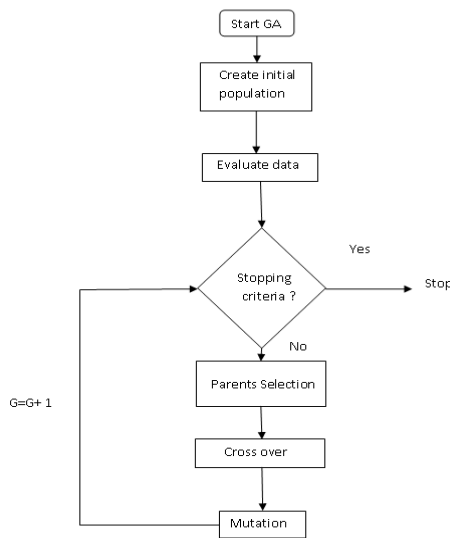 Start GA
Create initial
population
Evaluate data
Yes
Stopping
criteria ?
Stop
No
Parents Selection
G=G+ 1
Cross over
Mutation